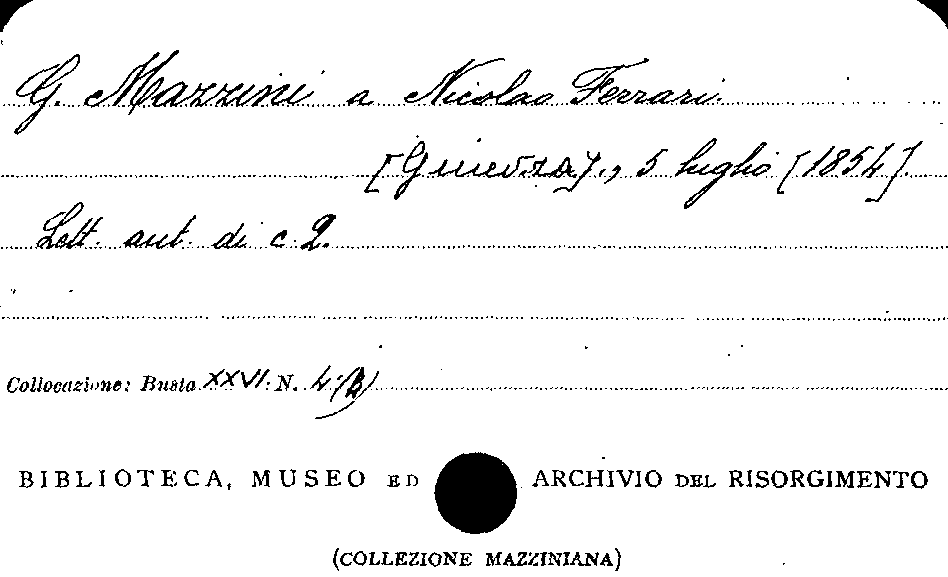 G. Mazzini a Nicolao Ferrari.
[Ginevra]., 5 luglio [1854].
Lett. aut. di c. 2.
Collocazione: Busta XXVI. N. 4.
BIBLIOTECA, MUSEO ED ARCHIVIO DEL RISORGIMENTO
(COLLEZIONE MAZZINIANA)